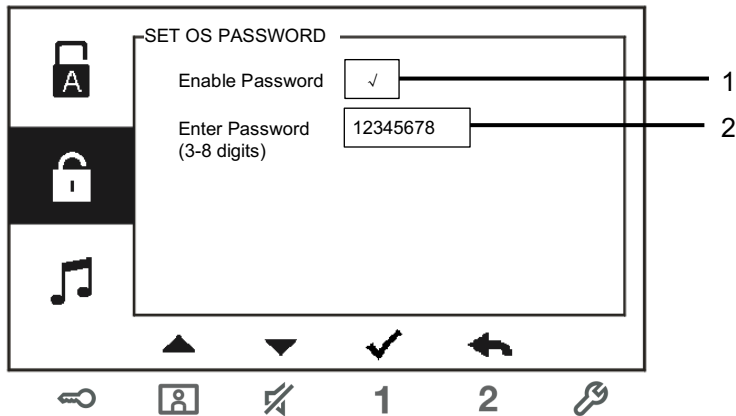 SET OS PASSWORD
A
Enable Password √ 1
Enter Password 12345678 2
(3-8 digits)
1 2